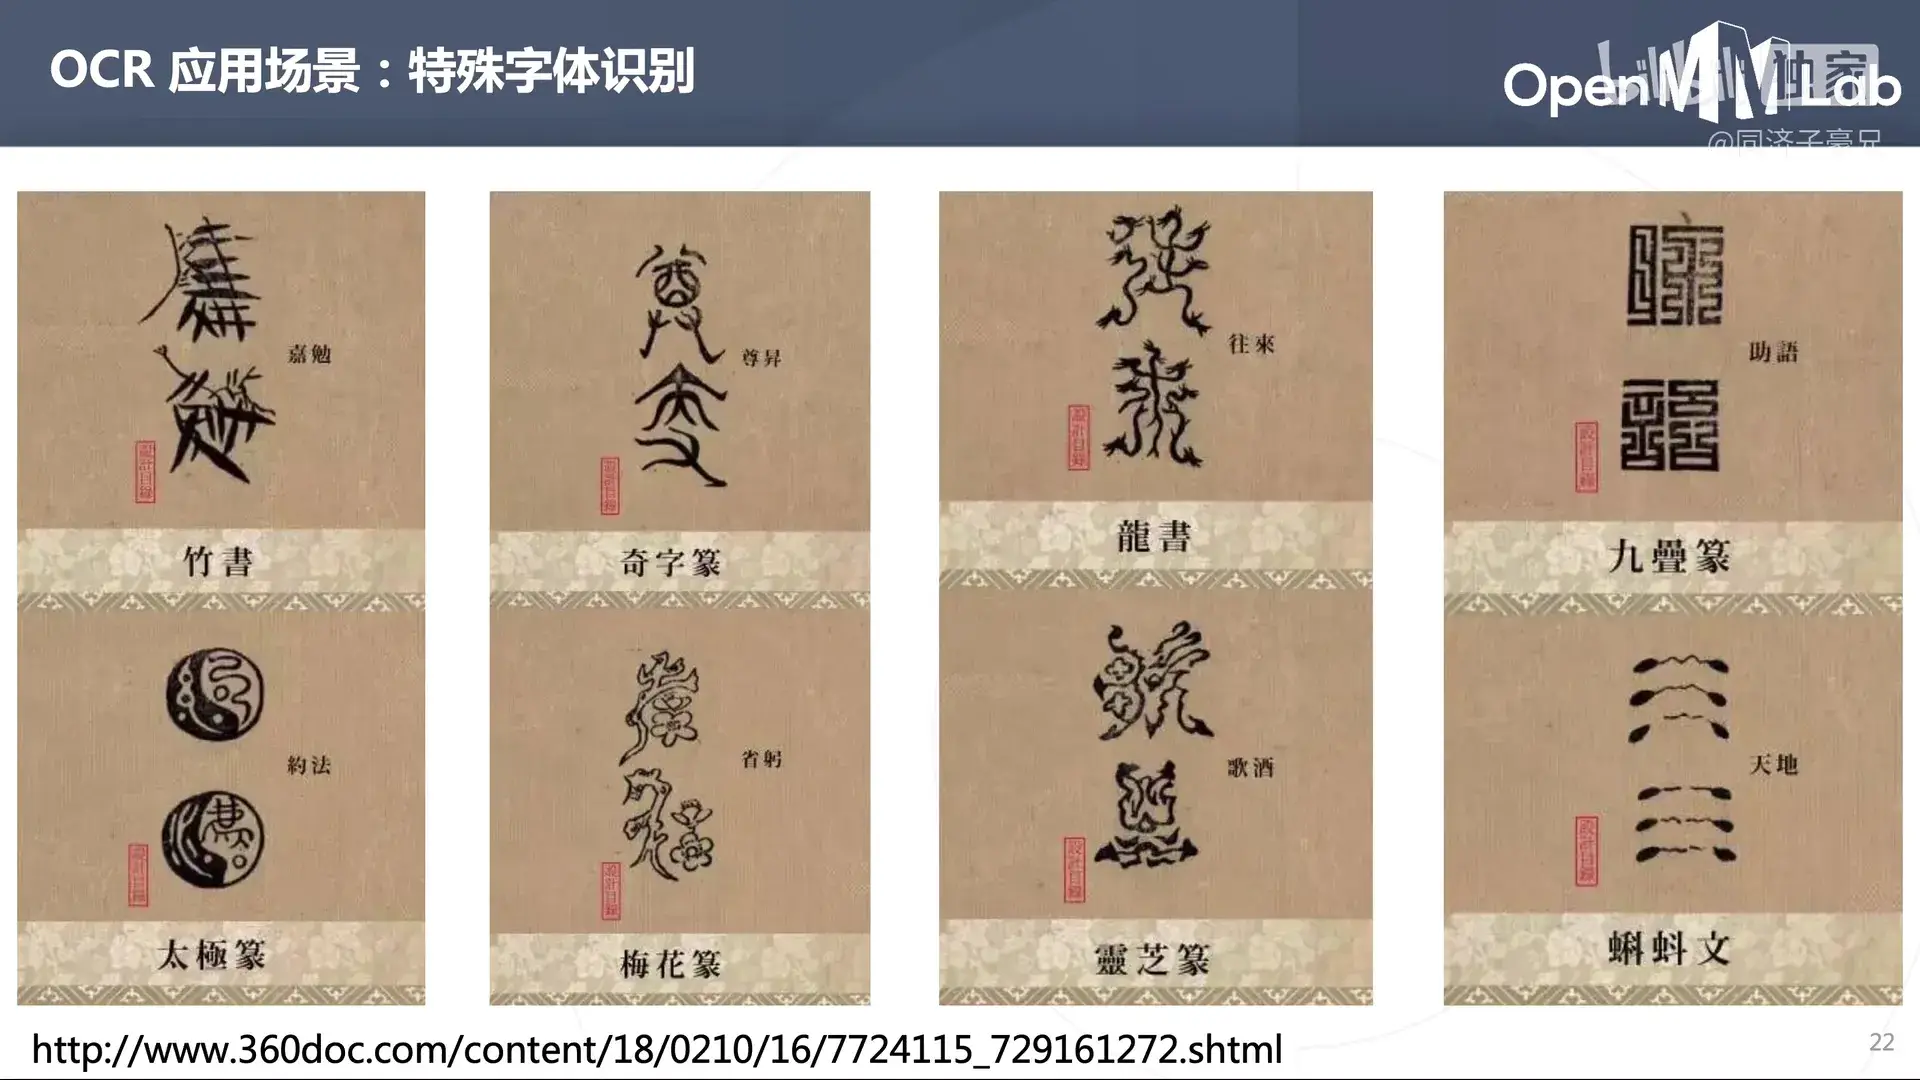 OCR 应用场景：特殊字体识别
OpenMMLab
bilibili 独家
@同济子豪兄
嘉勉
竹書
尊昇
奇字篆
往來
龍書
助語
九疊篆
約法
太極篆
省躬
梅花篆
歌酒
靈芝篆
天地
蝌蚪文
http://www.360doc.com/content/18/0210/16/7724115_729161272.shtml
22